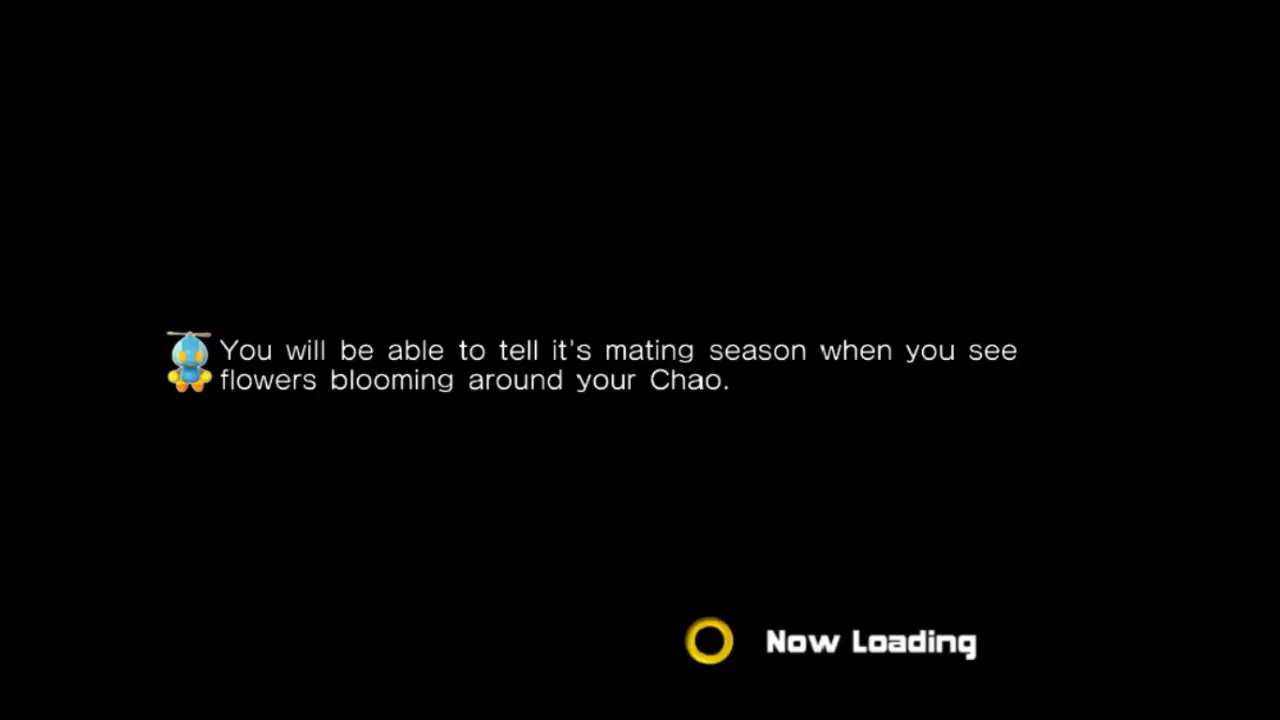 You will be able to tell it's mating season when you see
flowers blooming around your Chao.
Now Loading